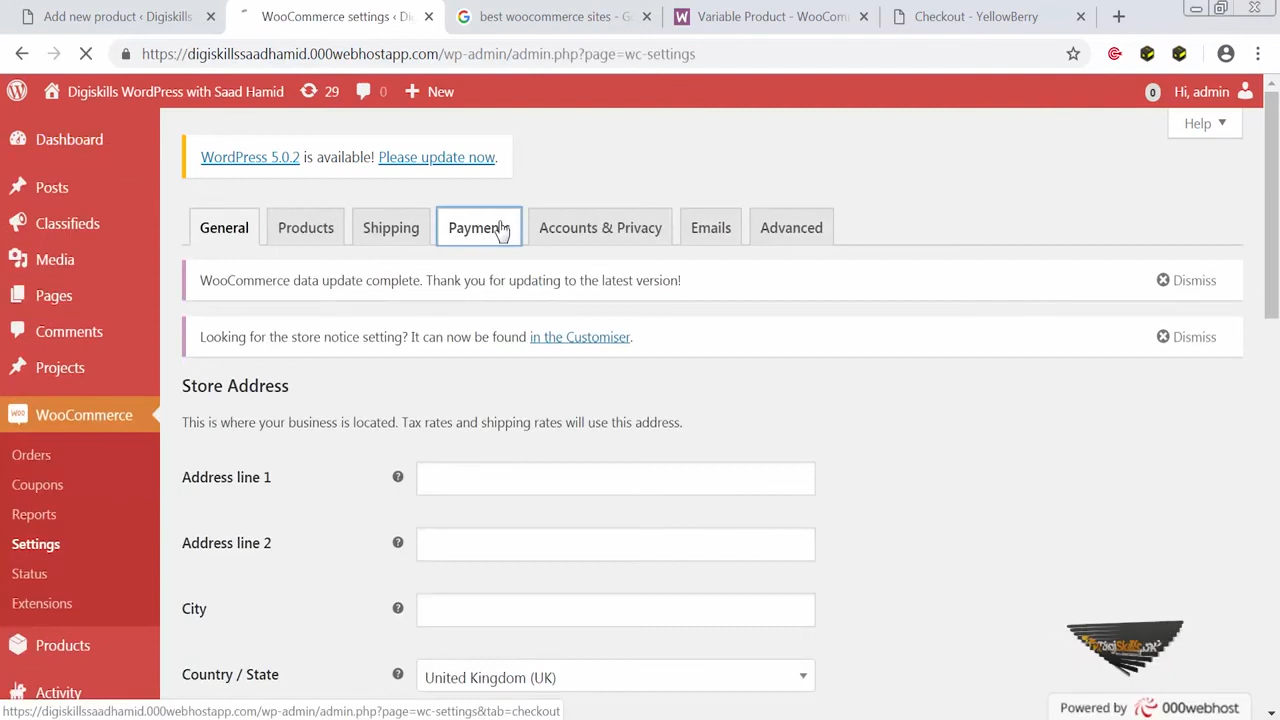 Add new product ‹ Digiskills
WooCommerce settings ‹ Di
best woocommerce sites - G
Variable Product - WooCom
Checkout - YellowBerry
https://digiskillssaadhamid.000webhostapp.com/wp-admin/admin.php?page=wc-settings
Digiskills WordPress with Saad Hamid
29
0
New
0
Hi, admin
Help
Dashboard
Posts
Classifieds
Media
Pages
Comments
Projects
WooCommerce
Orders
Coupons
Reports
Settings
Status
Extensions
Products
Activity
WordPress 5.0.2 is available! Please update now.
General
Products
Shipping
Payments
Accounts & Privacy
Emails
Advanced
WooCommerce data update complete. Thank you for updating to the latest version!
Dismiss
Looking for the store notice setting? It can now be found in the Customiser.
Dismiss
Store Address
This is where your business is located. Tax rates and shipping rates will use this address.
Address line 1
Address line 2
City
Country / State
United Kingdom (UK)
https://digiskillssaadhamid.000webhostapp.com/wp-admin/admin.php?page=wc-settings&tab=checkout
Powered by 000webhost